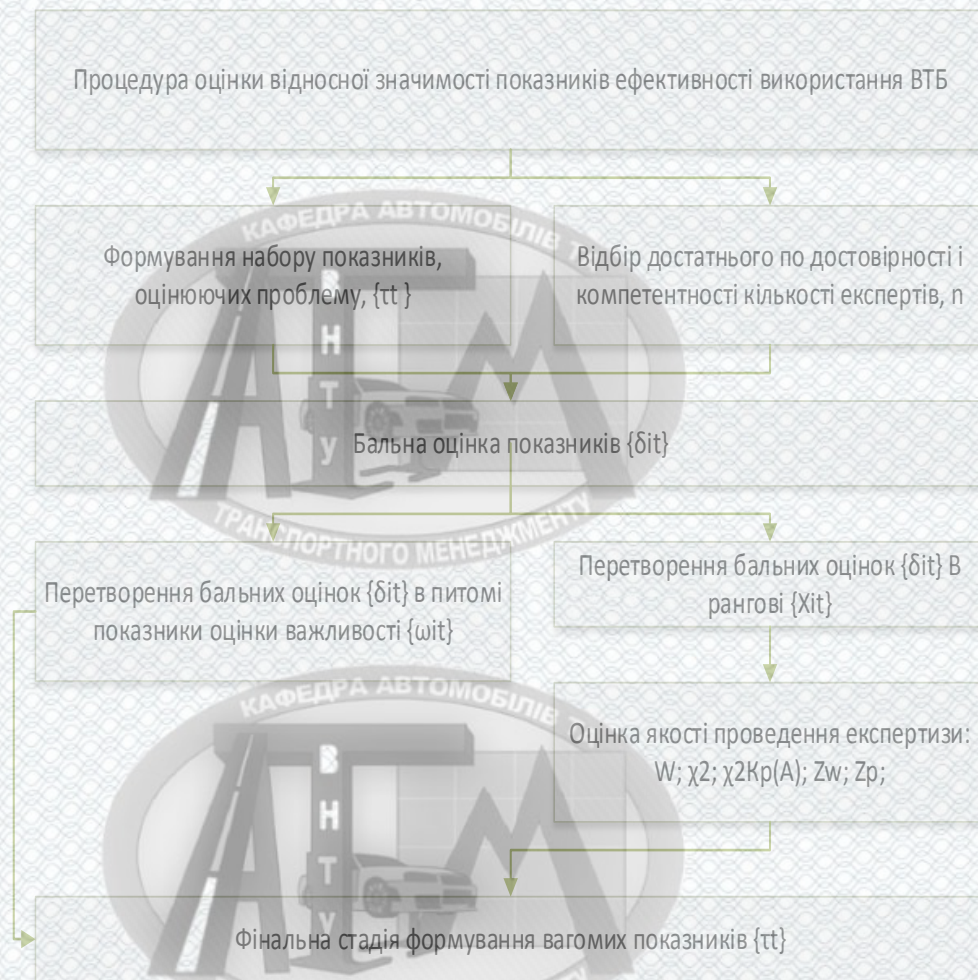 Процедура оцінки відносної значимості показників ефективності використання ВТБ
Формування набору показників,
оцінюючих проблему, {τt }
Відбір достатнього по достовірності і
компетентності кількості експертів, n
КАФЕДРА АВТОМОБІЛІВ Т
ВНТУ
АТМ
Бальна оцінка показників {δit}
ТРАНСПОРТНОГО МЕНЕДЖМЕНТУ
Перетворення бальних оцінок {δit} в питомі
показники оцінки важливості {ωit}
Перетворення бальних оцінок {δit} В
рангові {Xit}
КАФЕДРА АВТОМОБІЛІВ Т
ВНТУ
АТМ
Оцінка якості проведення експертизи:
W; χ2; χ2Кр(А); Zw; Zp;
Фінальна стадія формування вагомих показників {τt}